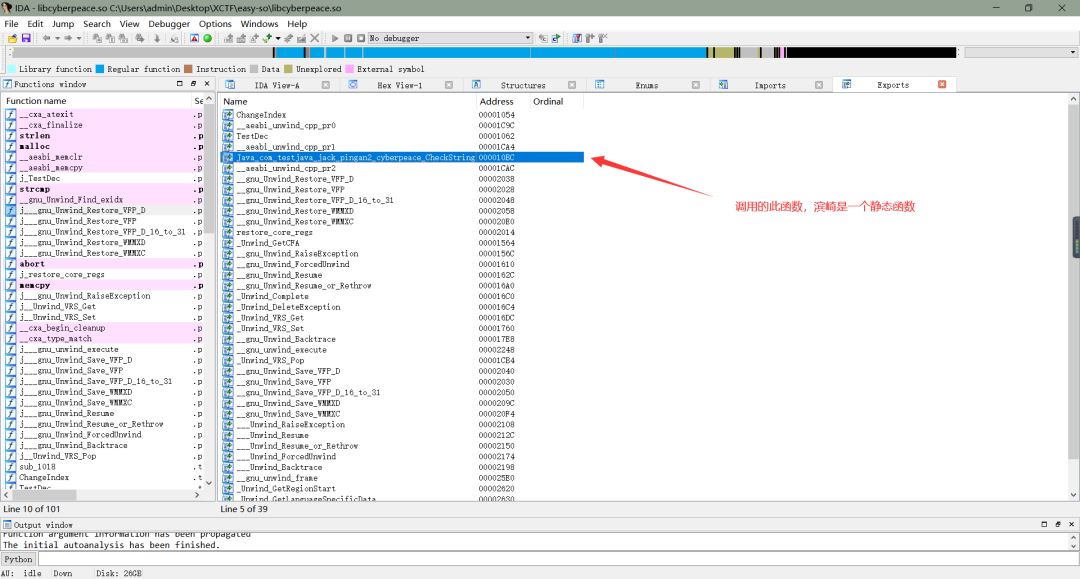 IDA - libcyberpeace.so C:\Users\admin\Desktop\XCTF\easy-so\libcyberpeace.so
File Edit Jump Search View Debugger Options Windows Help
No debugger
Library function Regular function Instruction Data Unexplored External symbol
Functions window
IDA View-A Hex View-1 Structures Enums Imports Exports
Function name Se
__cxa_atexit .p
__cxa_finalize .p
strlen .p
malloc .p
__aeabi_memclr .p
__aeabi_memcpy .p
j_TestDec .p
strcmp .p
__gnu_Unwind_Find_exidx .p
j___gnu_Unwind_Restore_VFP_D .p
j___gnu_Unwind_Restore_VFP .p
j___gnu_Unwind_Restore_VFP_D_16_to_31 .p
j___gnu_Unwind_Restore_WMMXD .p
j___gnu_Unwind_Restore_WMMXC .p
abort .p
j_restore_core_regs .p
memcpy .p
j___gnu_Unwind_RaiseException .p
j__Unwind_VRS_Get .p
j__Unwind_VRS_Set .p
__cxa_begin_cleanup .p
__cxa_type_match .p
j___gnu_unwind_execute .p
j___gnu_Unwind_Save_VFP_D .p
j___gnu_Unwind_Save_VFP .p
j___gnu_Unwind_Save_VFP_D_16_to_31 .p
j___gnu_Unwind_Save_WMMXD .p
j___gnu_Unwind_Save_WMMXC .p
j___gnu_Unwind_Resume .p
j___gnu_Unwind_Resume_or_Rethrow .p
j___gnu_Unwind_ForcedUnwind .p
j___gnu_Unwind_Backtrace .p
j__Unwind_VRS_Pop .p
sub_1018 .t
ChangeIndex .t
TestDec .t
Line 10 of 101
Name Address Ordinal
ChangeIndex 00001054
__aeabi_unwind_cpp_pr0 00001C9C
TestDec 00001062
__aeabi_unwind_cpp_pr1 00001CA4
Java_com_testjava_jack_pingan2_cyberpeace_CheckString 000010BC
__aeabi_unwind_cpp_pr2 00001CAC
__gnu_Unwind_Restore_VFP_D 00002038
__gnu_Unwind_Restore_VFP 00002028
__gnu_Unwind_Restore_VFP_D_16_to_31 00002048
__gnu_Unwind_Restore_WMMXD 00002058
__gnu_Unwind_Restore_WMMXC 000020E0
restore_core_regs 00002014
_Unwind_GetCFA 00001564
__gnu_Unwind_RaiseException 0000156C
__gnu_Unwind_ForcedUnwind 00001610
__gnu_Unwind_Resume 0000162C
__gnu_Unwind_Resume_or_Rethrow 000016A0
_Unwind_Complete 000016C0
_Unwind_DeleteException 000016C4
_Unwind_VRS_Get 000016DC
_Unwind_VRS_Set 00001760
__gnu_Unwind_Backtrace 000017E8
__gnu_unwind_execute 00002248
_Unwind_VRS_Pop 00001CB4
__gnu_Unwind_Save_VFP_D 00002040
__gnu_Unwind_Save_VFP 00002030
__gnu_Unwind_Save_VFP_D_16_to_31 00002050
__gnu_Unwind_Save_WMMXD 0000209C
__gnu_Unwind_Save_WMMXC 000020F4
___Unwind_RaiseException 00002108
___Unwind_Resume 0000212C
___Unwind_Resume_or_Rethrow 00002150
___Unwind_ForcedUnwind 00002174
___Unwind_Backtrace 00002198
__gnu_unwind_frame 000025B0
_Unwind_GetRegionStart 00002620
_Unwind_GetLanguageSpecificData 00002630
Line 5 of 39
调用的此函数，滨崎是一个静态函数
Output window
Function argument information has been propagated
The initial autoanalysis has been finished.
Python
AU: idle Down Disk: 26GB